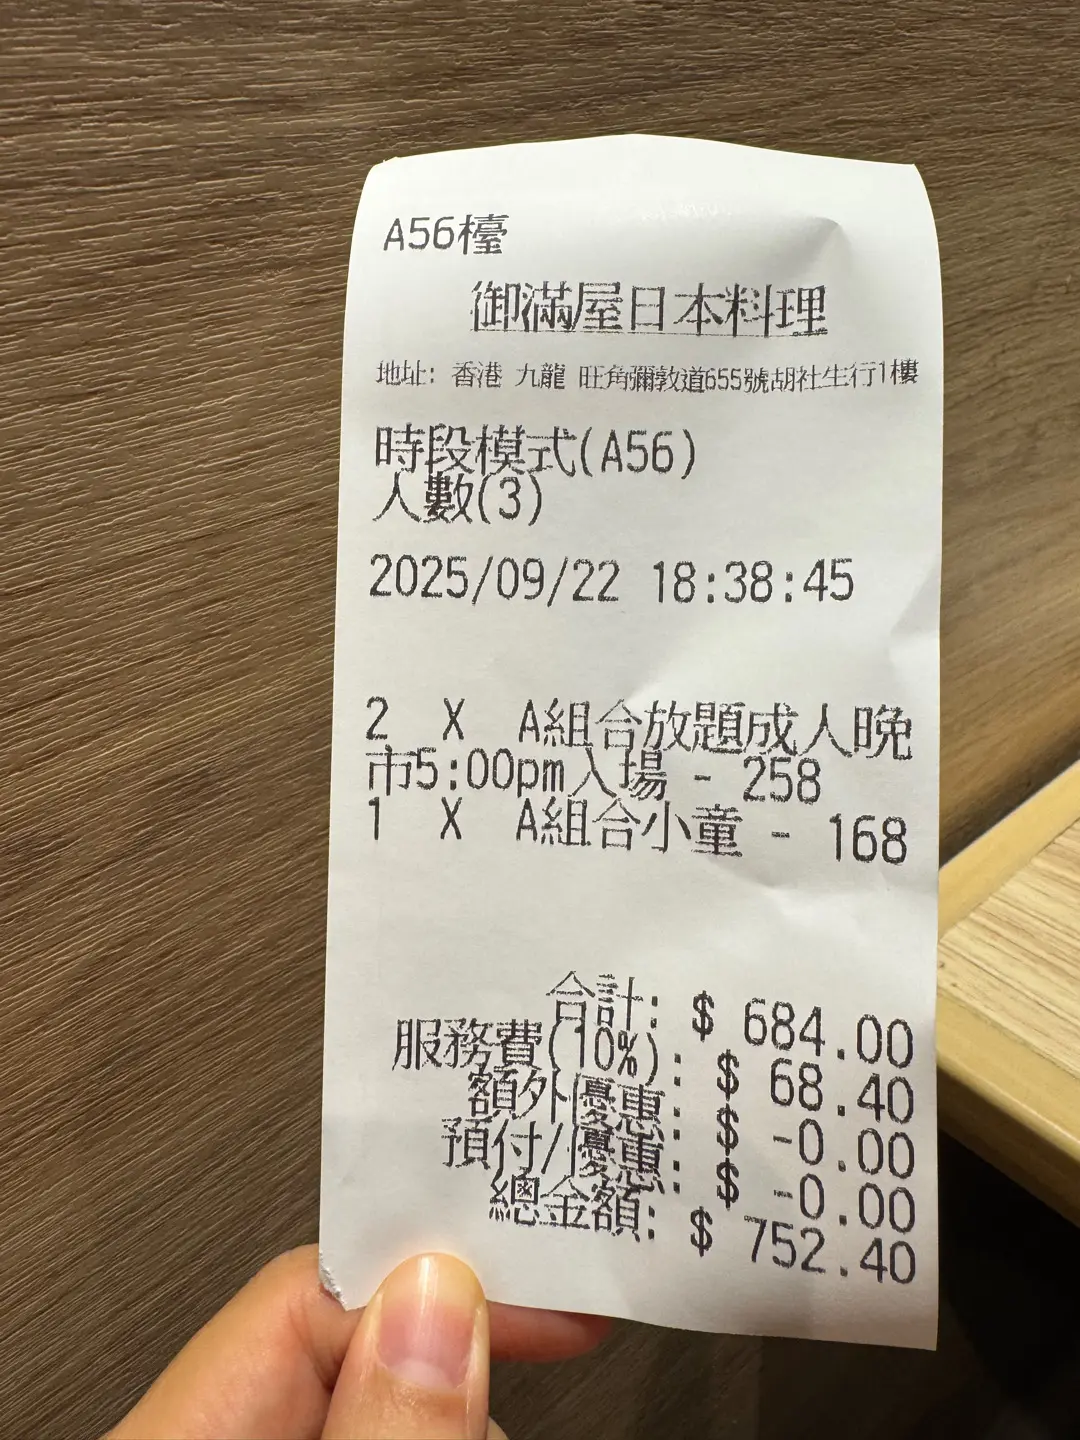 A56檯
御滿屋日本料理
地址: 香港 九龍 旺角彌敦道655號胡社生行1樓
時段模式(A56)
人數(3)
2025/09/22 18:38:45
2 X A組合放題成人晚
市5:00pm入場 - 258
1 X A組合小童 - 168
合計: $ 684.00
服務費(10%): $ 68.40
額外優惠: $ -0.00
預付/優惠: $ -0.00
總金額: $ 752.40